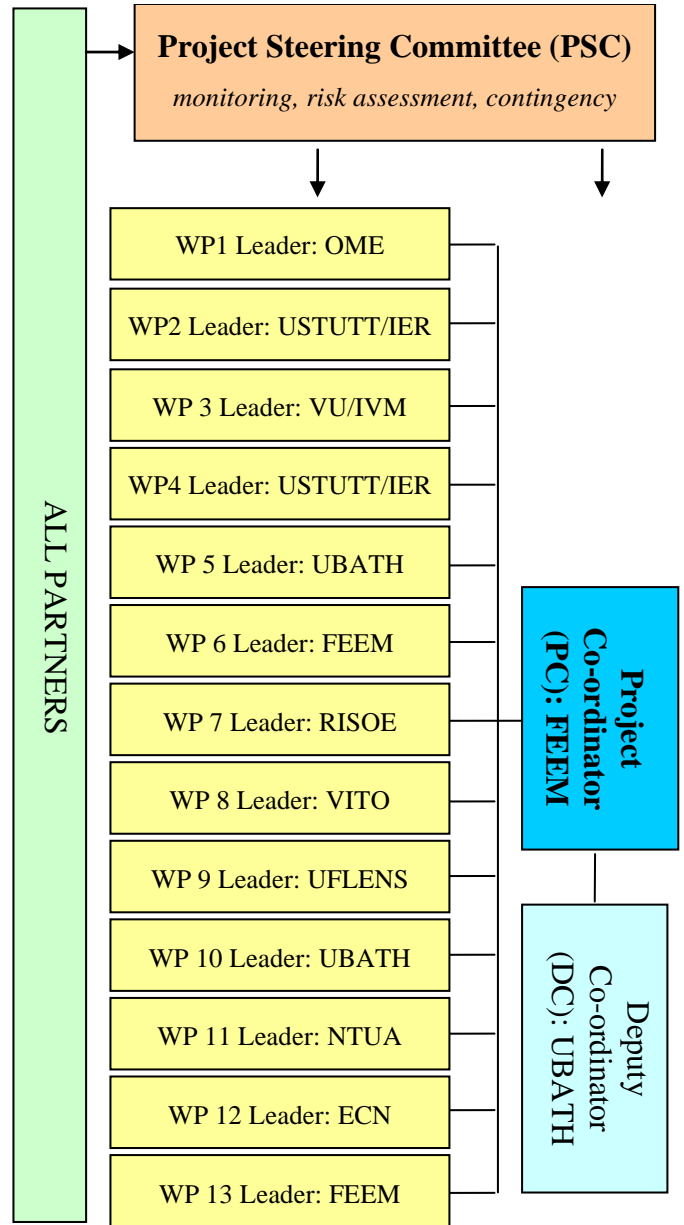 Project Steering Committee (PSC)
monitoring, risk assessment, contingency
ALL PARTNERS
WP1 Leader: OME
WP2 Leader: USTUTT/IER
WP 3 Leader: VU/IVM
WP4 Leader: USTUTT/IER
WP 5 Leader: UBATH
WP 6 Leader: FEEM
WP 7 Leader: RISOE
WP 8 Leader: VITO
WP 9 Leader: UFLENS
WP 10 Leader: UBATH
WP 11 Leader: NTUA
WP 12 Leader: ECN
WP 13 Leader: FEEM
Project
Co-ordinator
(PC): FEEM
Deputy
Co-ordinator
(DC): UBATH